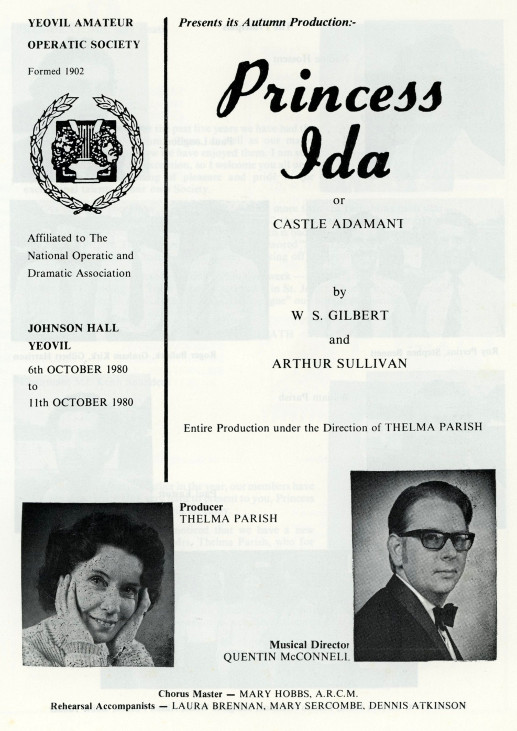 YEOVIL AMATEUR
OPERATIC SOCIETY
Formed 1902
Affiliated to The
National Operatic and
Dramatic Association
JOHNSON HALL
YEOVIL
6th OCTOBER 1980
to
11th OCTOBER 1980
Presents its Autumn Production:-
Princess
Ida
or
CASTLE ADAMANT
by
W S. GILBERT
and
ARTHUR SULLIVAN
Entire Production under the Direction of THELMA PARISH
Producer
THELMA PARISH
Musical Director
QUENTIN McCONNELL
Chorus Master — MARY HOBBS, A.R.C.M.
Rehearsal Accompanists — LAURA BRENNAN, MARY SERCOMBE, DENNIS ATKINSON